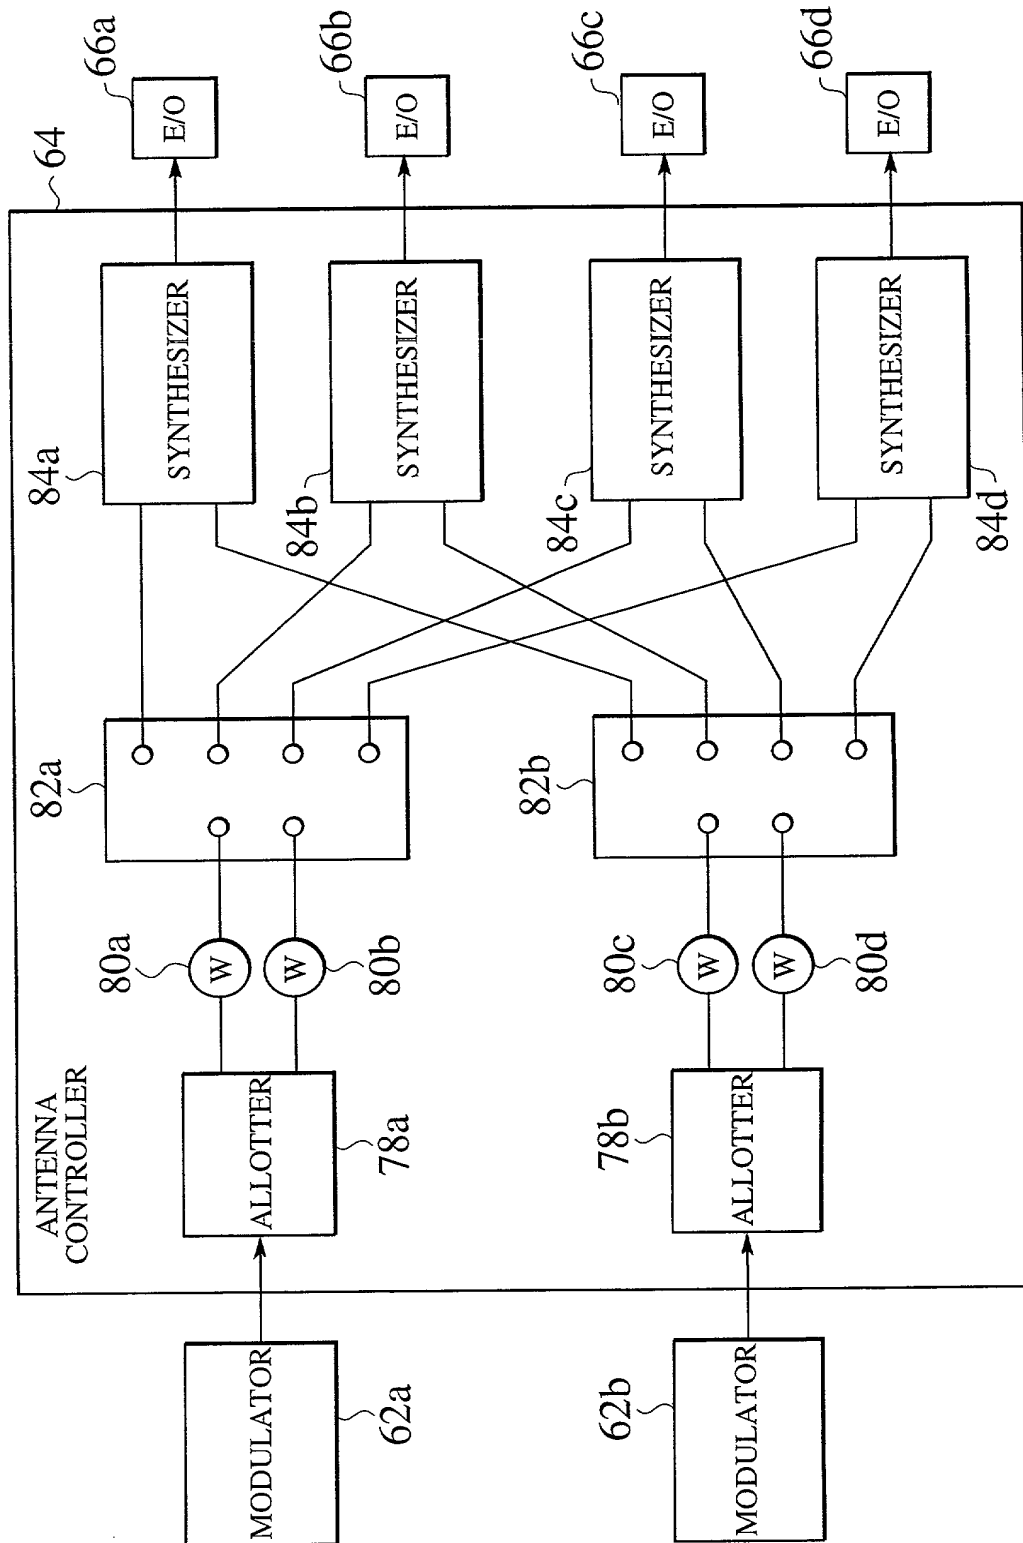 ANTENNA
CONTROLLER
64
MODULATOR
62a
ALLOTTER
78a
W
80a
W
80b
82a
84a
SYNTHESIZER
66a
E/O
84b
SYNTHESIZER
66b
E/O
MODULATOR
62b
ALLOTTER
78b
W
80c
W
80d
82b
84c
SYNTHESIZER
66c
E/O
84d
SYNTHESIZER
66d
E/O